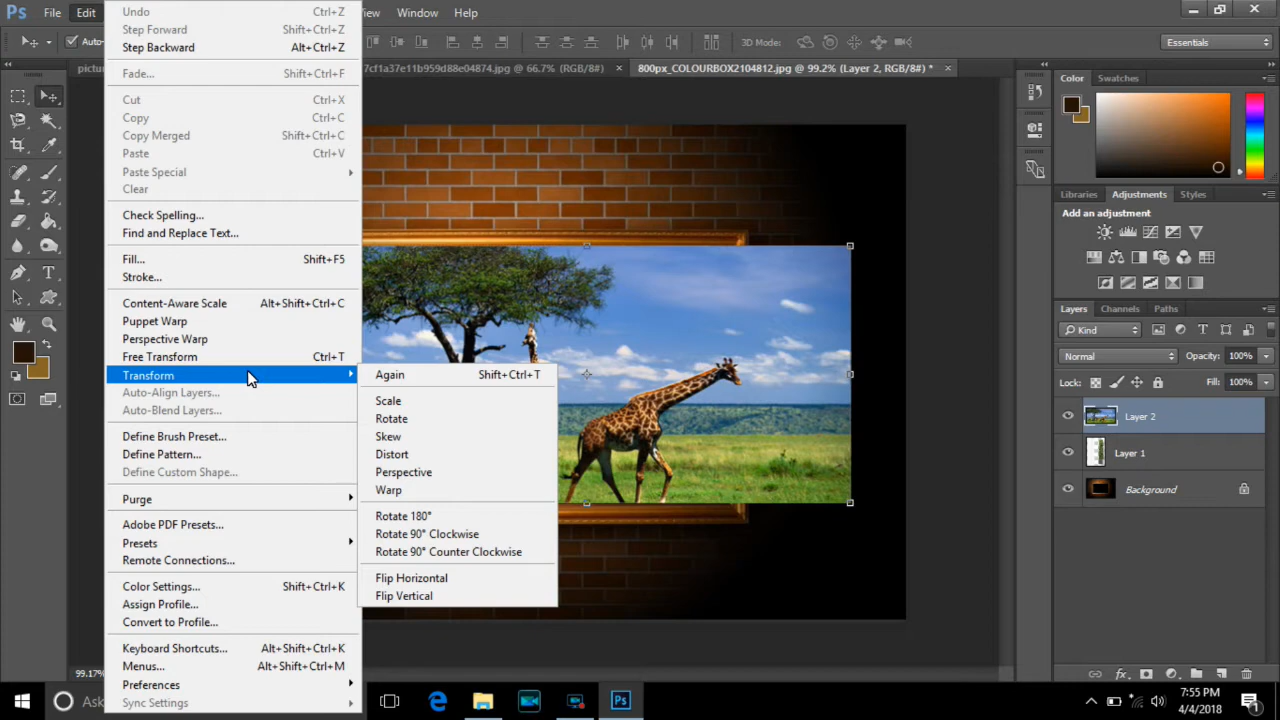 Ps File Edit iew Help
Auto-
3D Mode:
Essentials
pictur
7cf1a37e11b959d88e04874.jpg @ 66.7% (RGB/8#) ×
800px_COLOURBOX2104812.jpg @ 99.2% (Layer 2, RGB/8#) * ×
Undo Ctrl+Z
Step Forward Shift+Ctrl+Z
Step Backward Alt+Ctrl+Z
Fade... Shift+Ctrl+F
Cut Ctrl+X
Copy Ctrl+C
Copy Merged Shift+Ctrl+C
Paste Ctrl+V
Paste Special
Clear
Check Spelling...
Find and Replace Text...
Fill... Shift+F5
Stroke...
Content-Aware Scale Alt+Shift+Ctrl+C
Puppet Warp
Perspective Warp
Free Transform Ctrl+T
Transform
Auto-Align Layers...
Auto-Blend Layers...
Define Brush Preset...
Define Pattern...
Define Custom Shape...
Purge
Adobe PDF Presets...
Presets
Remote Connections...
Color Settings... Shift+Ctrl+K
Assign Profile...
Convert to Profile...
Keyboard Shortcuts... Alt+Shift+Ctrl+K
Menus... Alt+Shift+Ctrl+M
Preferences
Sync Settings
Again Shift+Ctrl+T
Scale
Rotate
Skew
Distort
Perspective
Warp
Rotate 180°
Rotate 90° Clockwise
Rotate 90° Counter Clockwise
Flip Horizontal
Flip Vertical
Color Swatches
Libraries Adjustments Styles
Add an adjustment
Layers Channels Paths
Kind
Normal Opacity: 100%
Lock: Fill: 100%
Layer 2
Layer 1
Background
99.17%
Ask
Ps
7:55 PM
4/4/2018
1